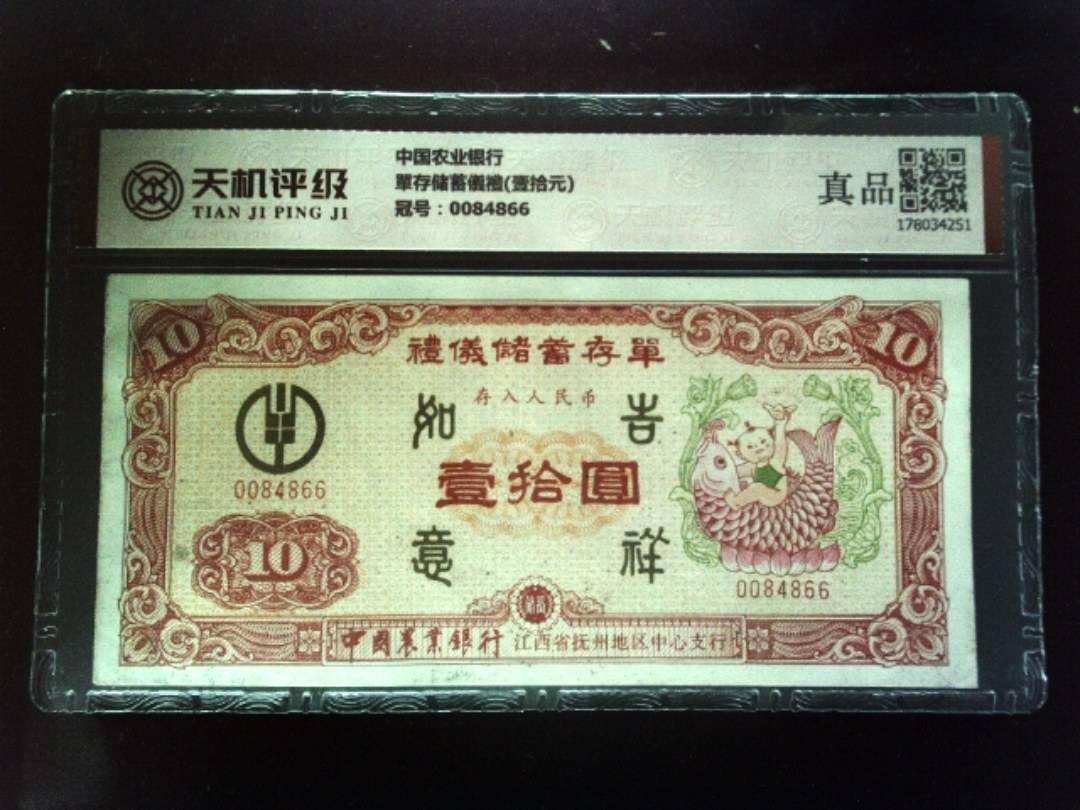 天机评级
TIAN JI PING JI
中国农业银行
單存储蓄儀禮(壹拾元)
冠号：0084866
真品
178034251
10
10
禮儀儲蓄存單
存入人民币
如意
吉祥
壹拾圓
0084866
10
0084866
中國農業銀行 江西省抚州地区中心支行